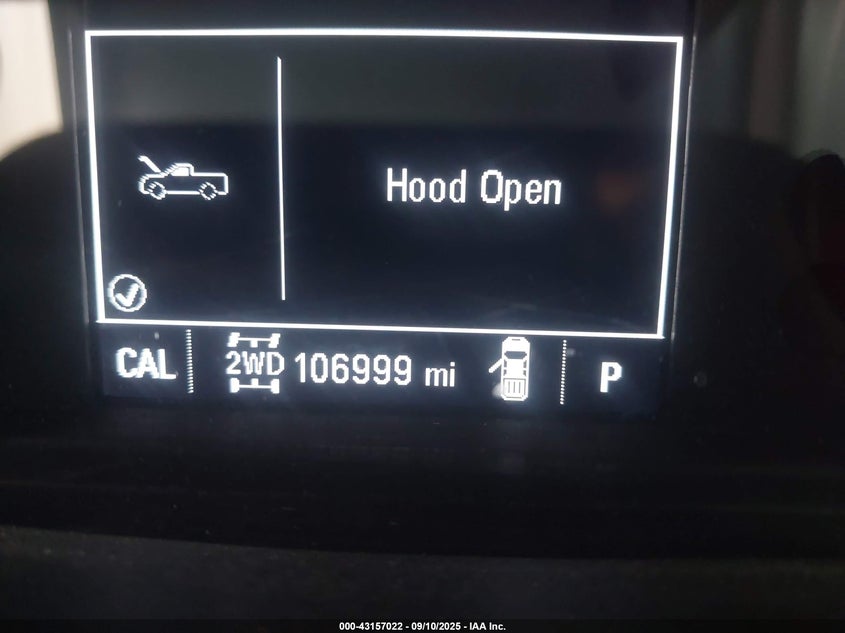 Hood Open
CAL 2WD 106999 mi P
000-43157022 - 09/10/2025 - IAA Inc.